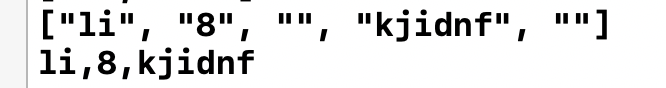 ["li", "8", "", "kjidnf", ""]
li,8,kjidnf